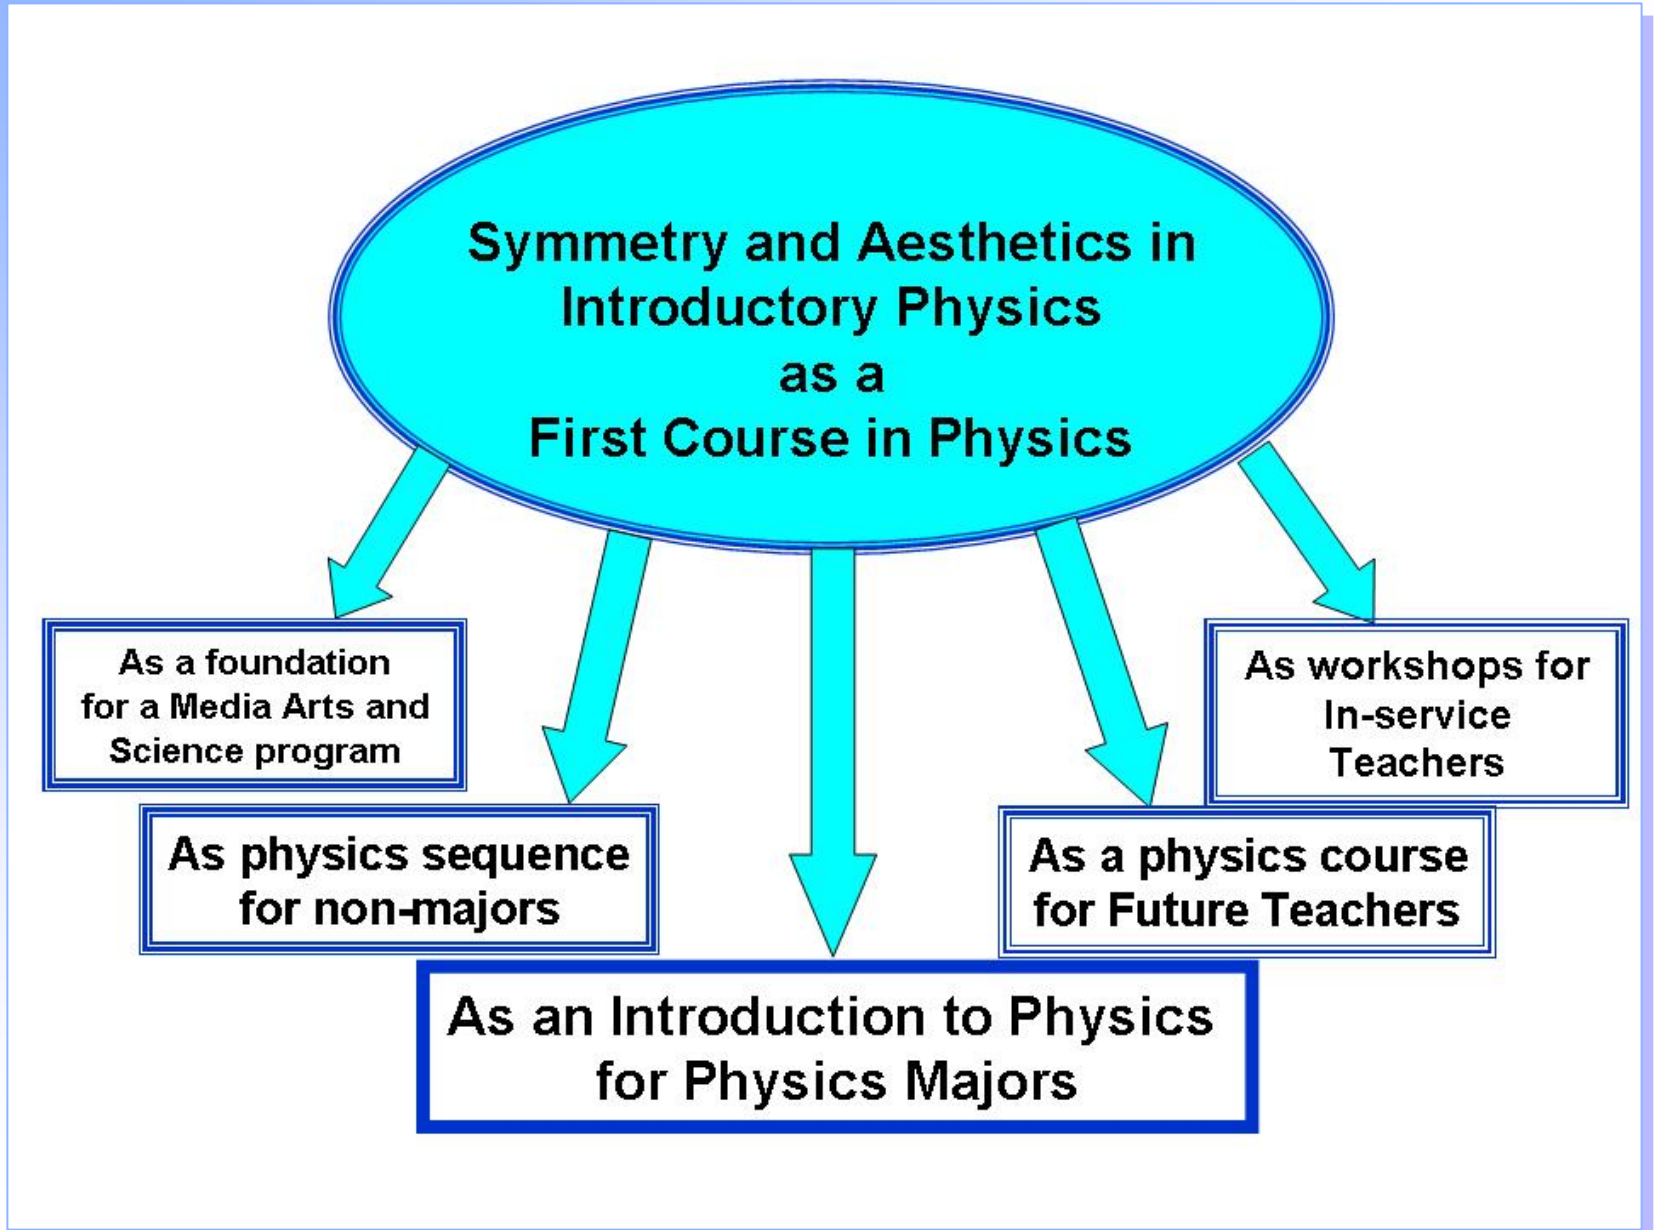 Symmetry and Aesthetics in
Introductory Physics
as a
First Course in Physics
As a foundation
for a Media Arts and
Science program
As physics sequence
for non-majors
As an Introduction to Physics
for Physics Majors
As a physics course
for Future Teachers
As workshops for
In-service
Teachers